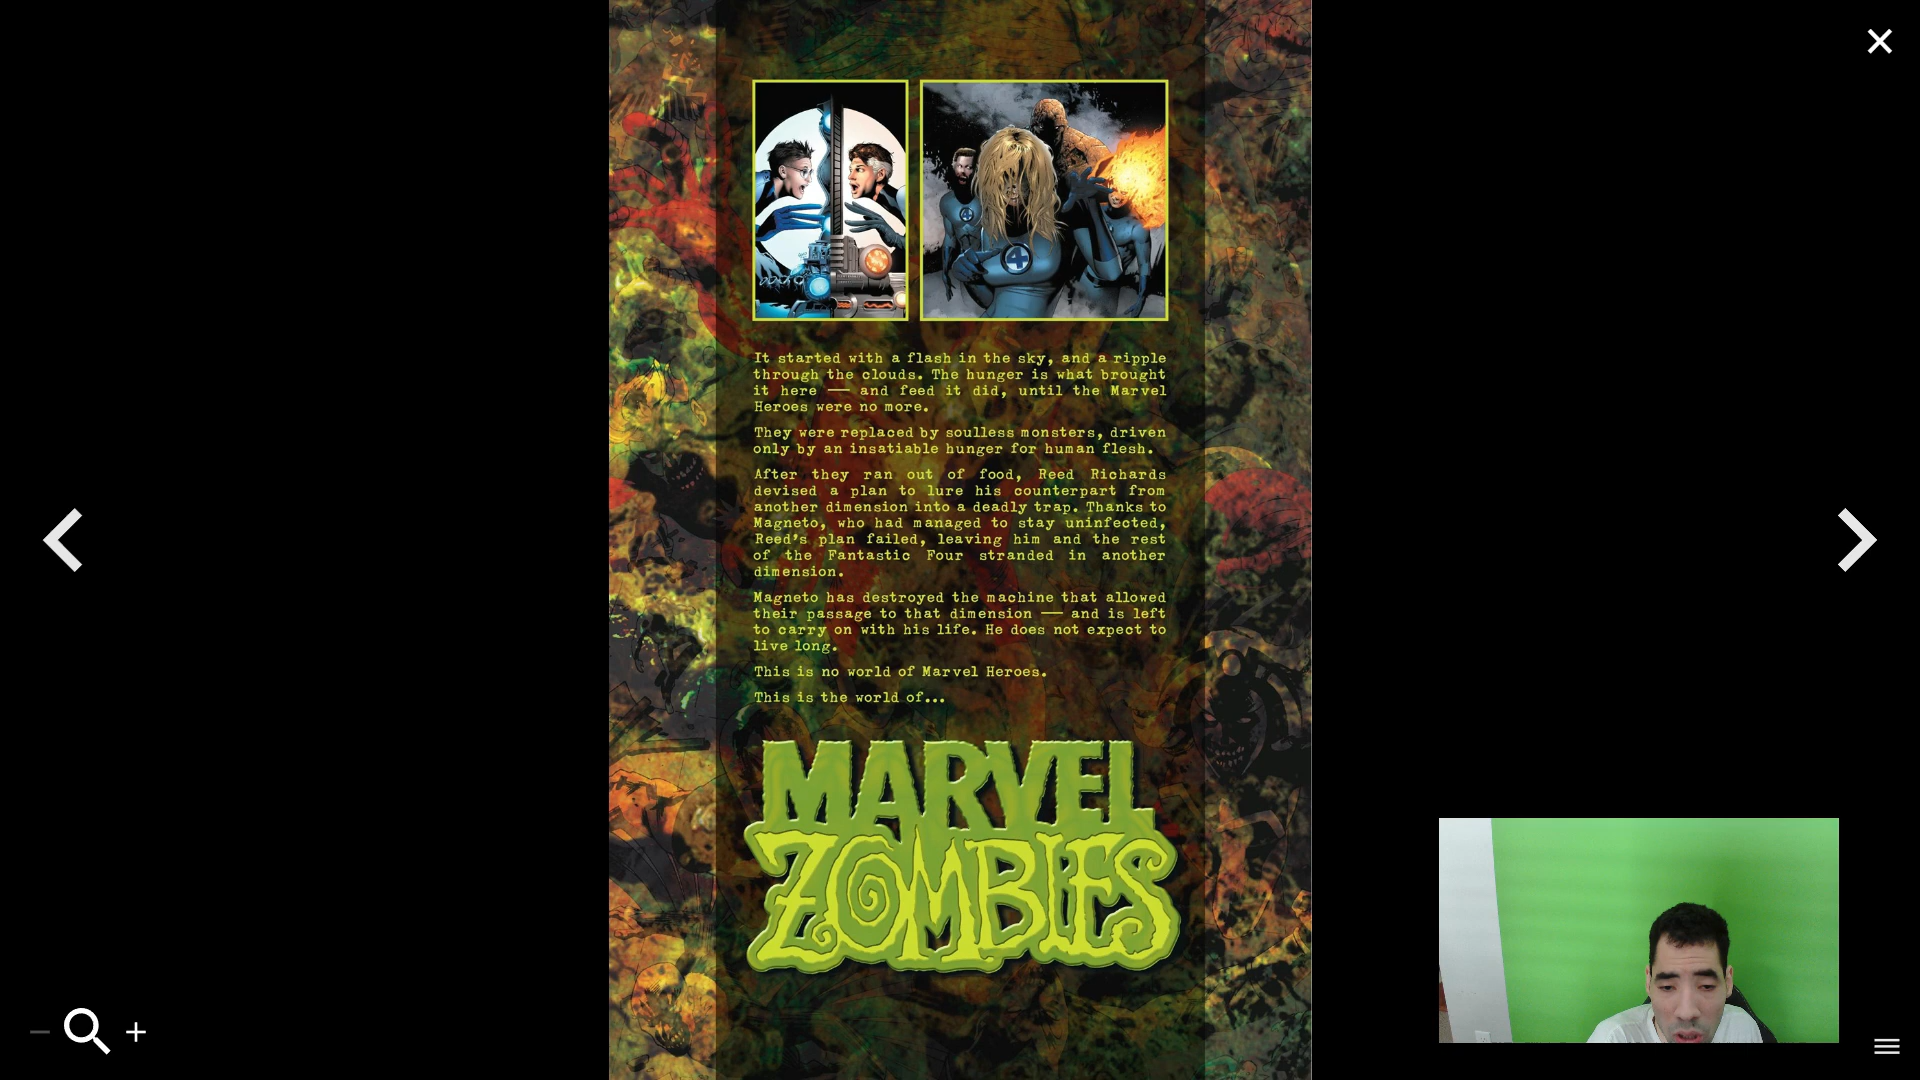 4
4
It started with a flash in the sky, and a ripple
through the clouds. The hunger is what brought
it here — and feed it did, until the Marvel
Heroes were no more.
They were replaced by soulless monsters, driven
only by an insatiable hunger for human flesh.
After they ran out of food, Reed Richards
devised a plan to lure his counterpart from
another dimension into a deadly trap. Thanks to
Magneto, who had managed to stay uninfected,
Reed's plan failed, leaving him and the rest
of the Fantastic Four stranded in another
dimension.
Magneto has destroyed the machine that allowed
their passage to that dimension — and is left
to carry on with his life. He does not expect to
live long.
This is no world of Marvel Heroes.
This is the world of...
MARVEL
ZOMBIES